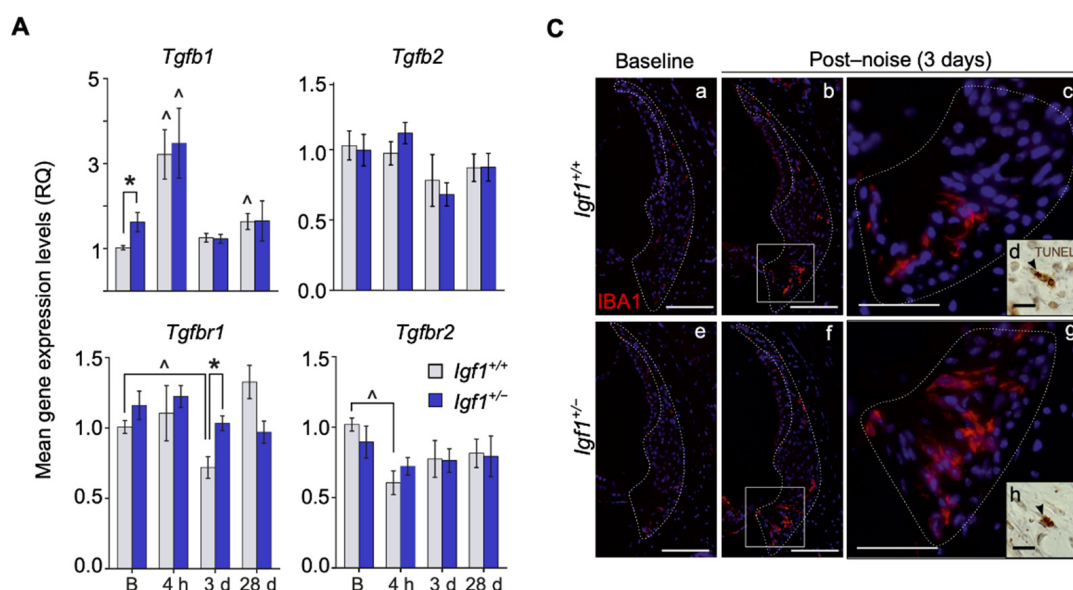 A
Mean gene expression levels (RQ)
Tgfb1
5
3
1
*
^
^
^
Tgfb2
1.5
1.0
0.5
0.0
Tgfbr1
1.5
1.0
0.5
0.0
^
*
B 4 h 3 d 28 d
Tgfbr2
1.5
1.0
0.5
0.0
^
Igf1+/+
Igf1+/−
B 4 h 3 d 28 d
C
Baseline
Post–noise (3 days)
Igf1+/+
a
b
c
IBA1
d
TUNEL
Igf1+/−
e
f
g
h